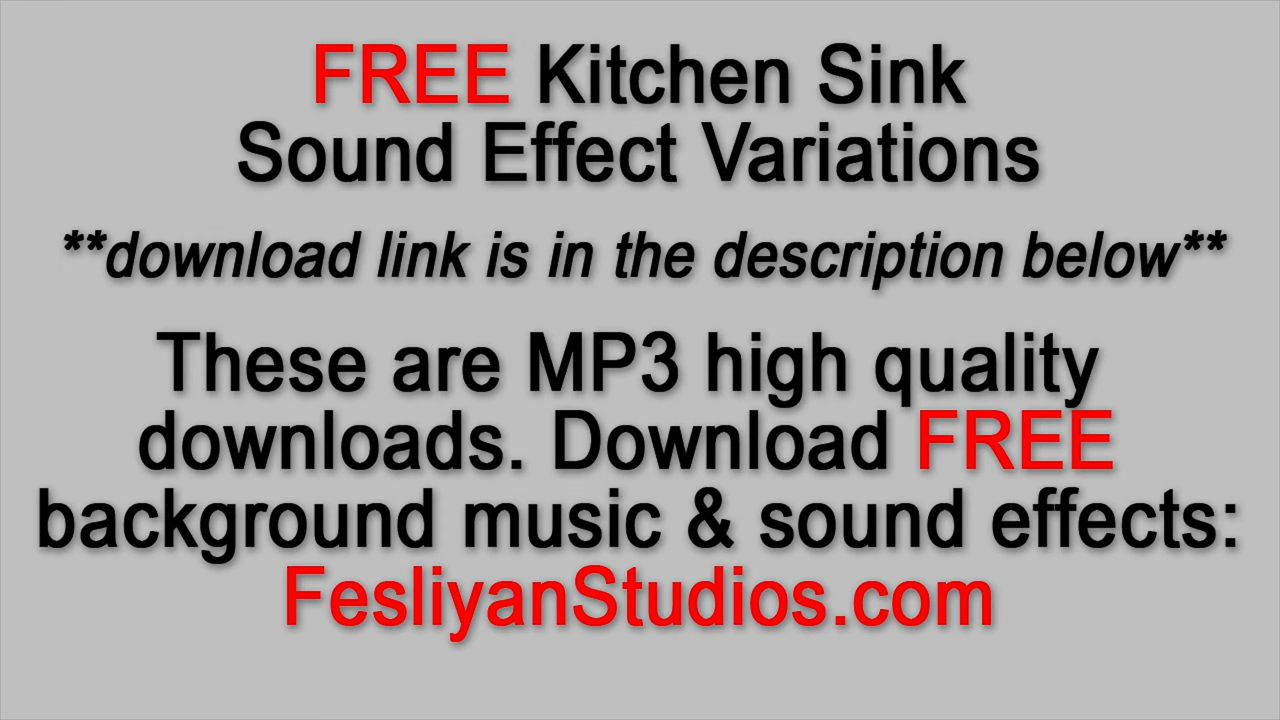 FREE Kitchen Sink
Sound Effect Variations
**download link is in the description below**
These are MP3 high quality
downloads. Download FREE
background music & sound effects:
FesliyanStudios.com